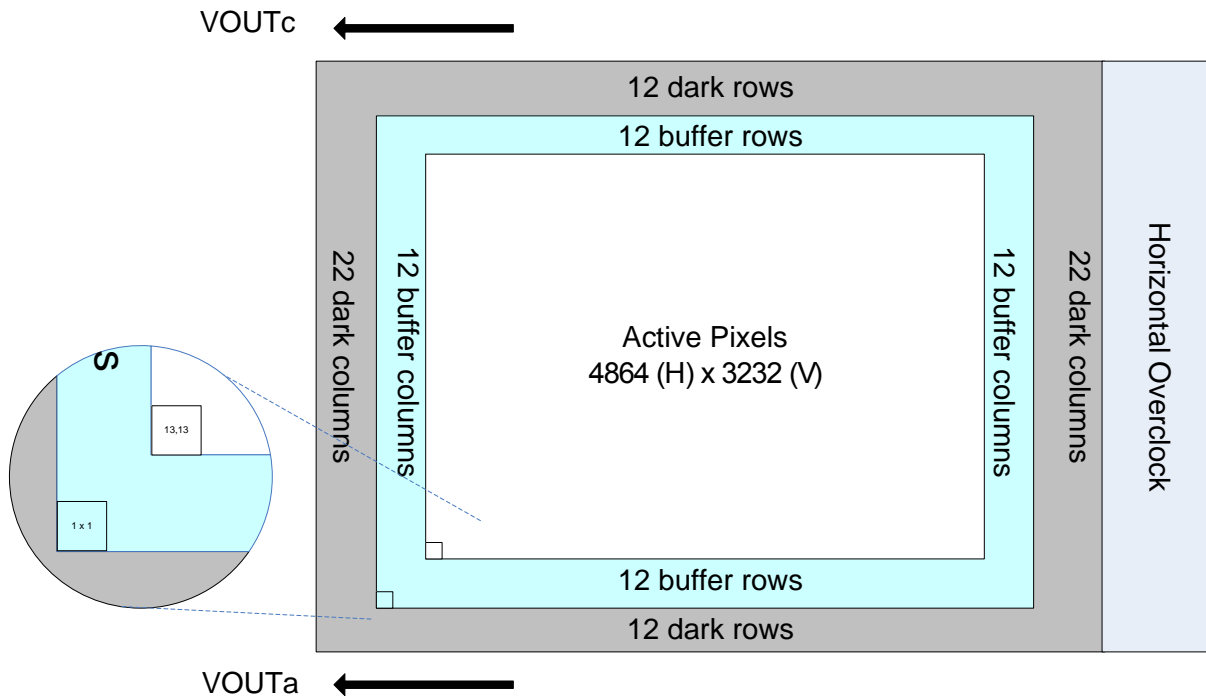 VOUTc
12 dark rows
12 buffer rows
22 dark columns
12 buffer columns
Active Pixels
4864 (H) x 3232 (V)
12 buffer columns
22 dark columns
Horizontal Overclock
S
13,13
1 x 1
12 buffer rows
12 dark rows
VOUTa